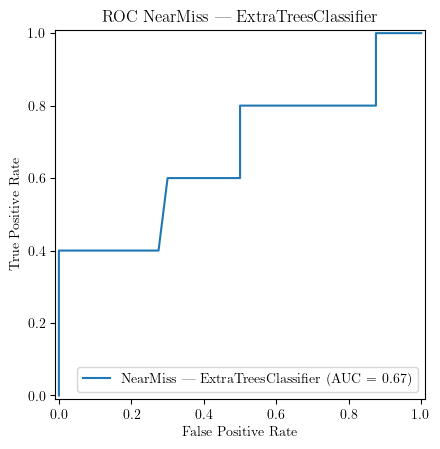 ROC NearMiss — ExtraTreesClassifier
1.0
0.8
0.6
0.4
0.2
0.0
True Positive Rate
NearMiss — ExtraTreesClassifier (AUC = 0.67)
0.0 0.2 0.4 0.6 0.8 1.0
False Positive Rate